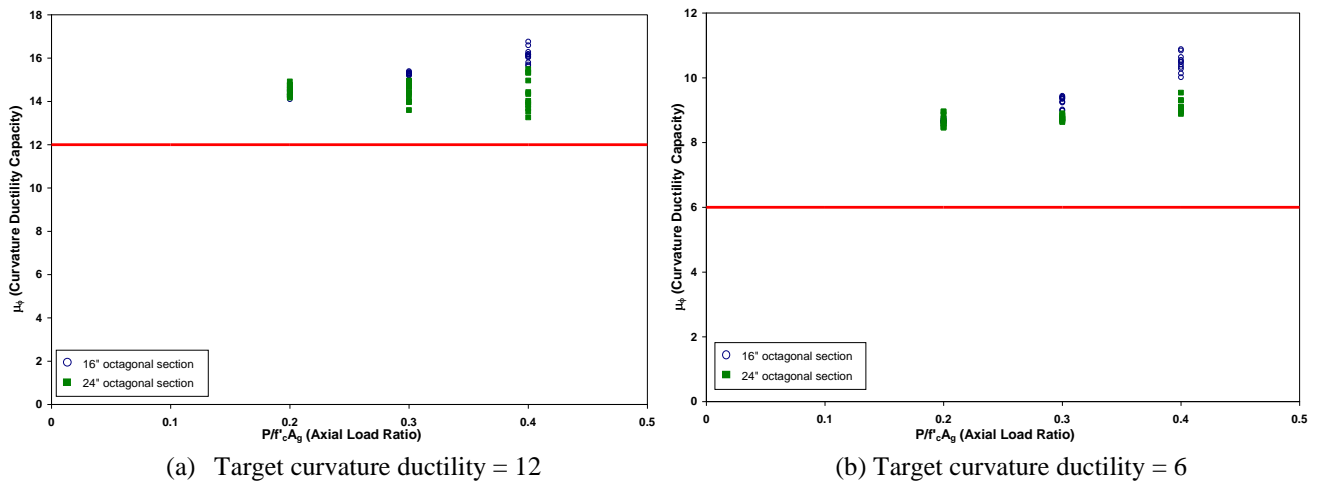 18
16
14
12
10
8
6
4
2
0
μϕ (Curvature Ductility Capacity)
16" octagonal section
24" octagonal section
0
0.1
0.2
0.3
0.4
0.5
P/f'cAg (Axial Load Ratio)
(a) Target curvature ductility = 12
12
10
8
6
4
2
0
μϕ (Curvature Ductility Capacity)
16" octagonal section
24" octagonal section
0
0.1
0.2
0.3
0.4
0.5
P/f'cAg (Axial Load Ratio)
(b) Target curvature ductility = 6